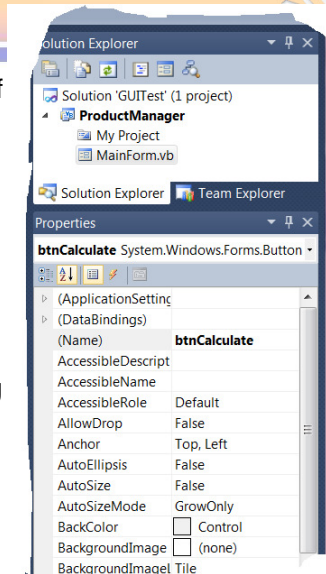 f
Solution Explorer
Solution 'GUITest' (1 project)
ProductManager
My Project
MainForm.vb
Solution Explorer Team Explorer
Properties
btnCalculate System.Windows.Forms.Button
(ApplicationSetting
(DataBindings)
(Name) btnCalculate
AccessibleDescript
AccessibleName
AccessibleRole Default
AllowDrop False
Anchor Top, Left
AutoEllipsis False
AutoSize False
AutoSizeMode GrowOnly
BackColor Control
BackgroundImage (none)
BackgroundImageL Tile